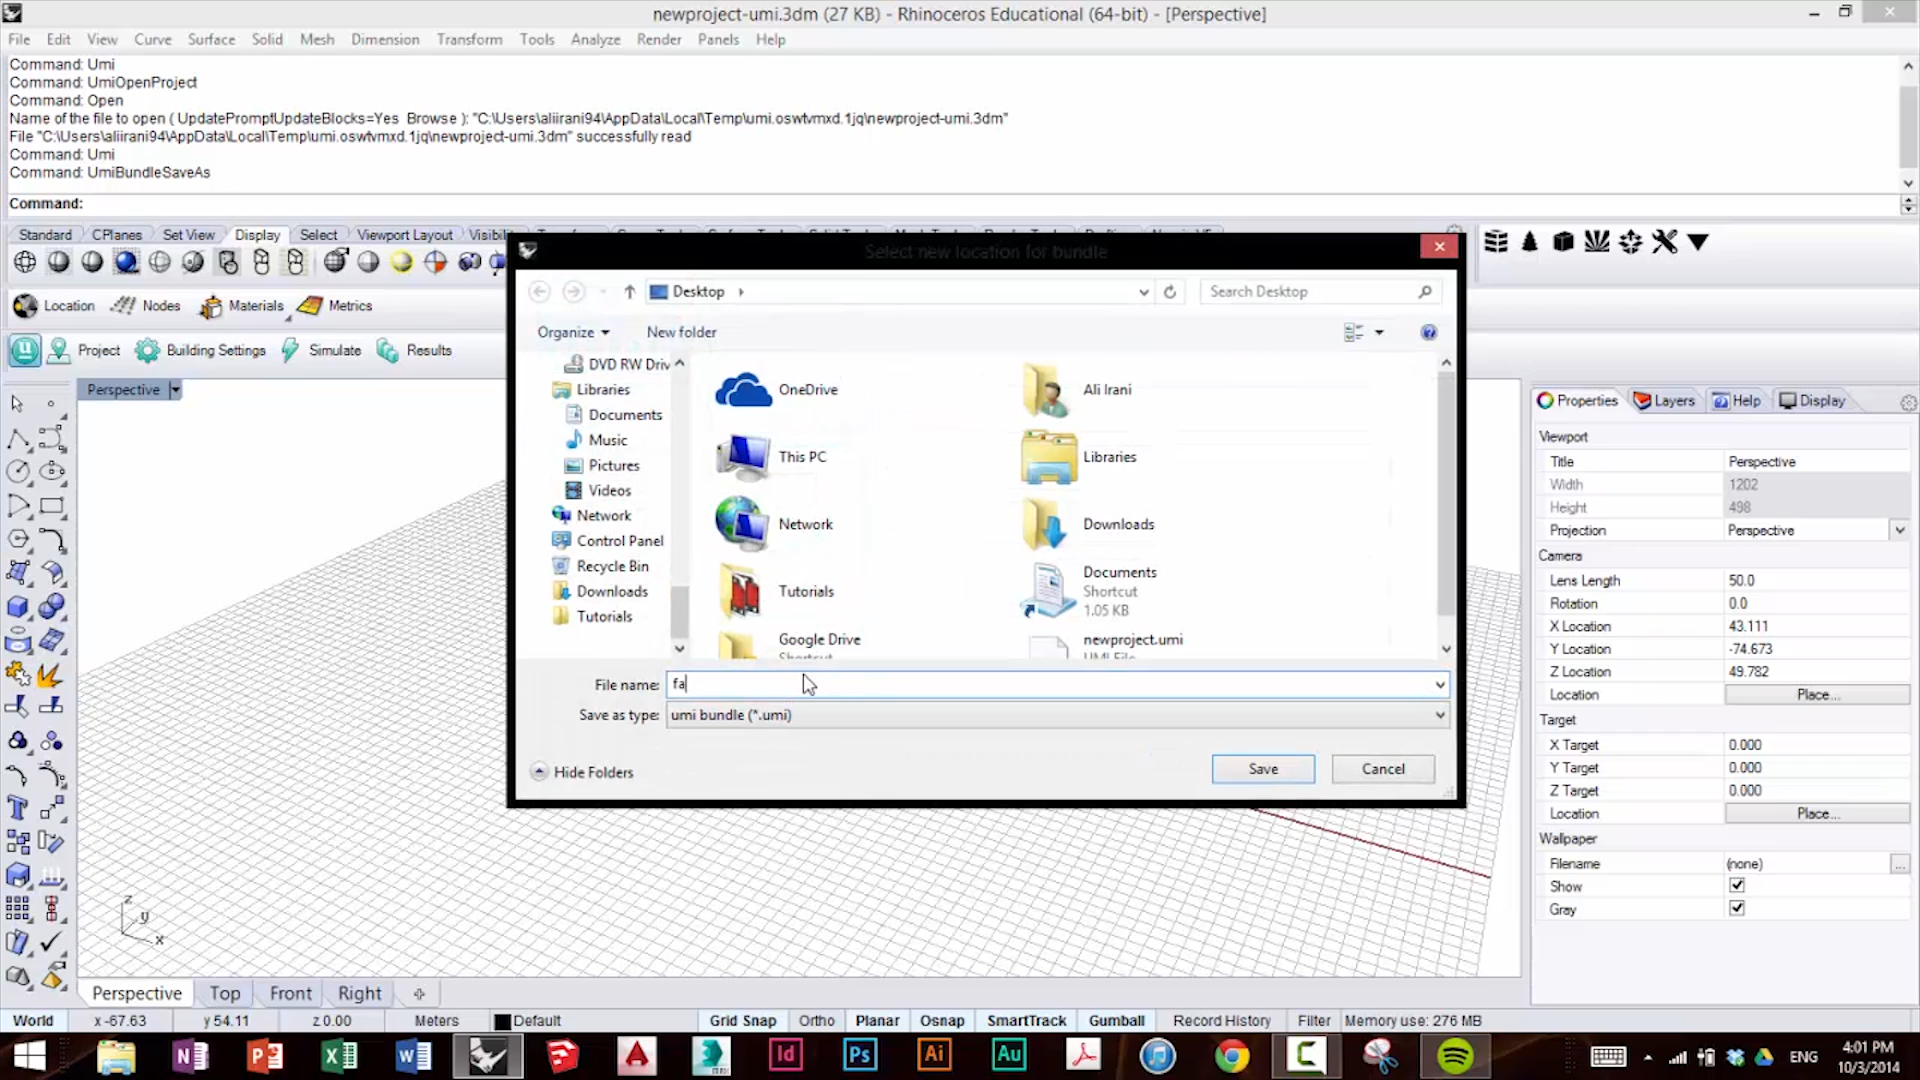 newproject-umi.3dm (27 KB) - Rhinoceros Educational (64-bit) - [Perspective]
File Edit View Curve Surface Solid Mesh Dimension Transform Tools Analyze Render Panels Help
Command: Umi
Command: UmiOpenProject
Command: Open
Name of the file to open ( UpdatePromptUpdateBlocks=Yes Browse ): "C:\Users\aliirani94\AppData\Local\Temp\umi.oswtvmxd.1jq\newproject-umi.3dm"
File "C:\Users\aliirani94\AppData\Local\Temp\umi.oswtvmxd.1jq\newproject-umi.3dm" successfully read
Command: Umi
Command: UmiBundleSaveAs
Command:
Standard CPlanes Set View Display Select Viewport Layout
Select new location for bundle
Location Nodes Materials Metrics
Project Building Settings Simulate Results
Desktop
Search Desktop
Organize New folder
DVD RW Driv
Libraries
Documents
Music
Pictures
Videos
Network
Control Panel
Recycle Bin
Downloads
Tutorials
OneDrive
Ali Irani
This PC
Libraries
Network
Downloads
Tutorials
Documents
Shortcut
1.05 KB
Google Drive
Shortcut
newproject.umi
UMI File
File name: fa
Save as type: umi bundle (*.umi)
Hide Folders
Save Cancel
Perspective
Properties Layers Help Display
Viewport
Title Perspective
Width 1202
Height 498
Projection Perspective
Camera
Lens Length 50.0
Rotation 0.0
X Location 43.111
Y Location -74.673
Z Location 49.782
Location Place...
Target
X Target 0.000
Y Target 0.000
Z Target 0.000
Location Place...
Wallpaper
Filename (none) ...
Show
Gray
z
y
x
Perspective Top Front Right
World x -67.63 y 54.11 z 0.00 Meters Default Grid Snap Ortho Planar Osnap SmartTrack Gumball Record History Filter Memory use: 276 MB
ENG
4:01 PM
10/3/2014